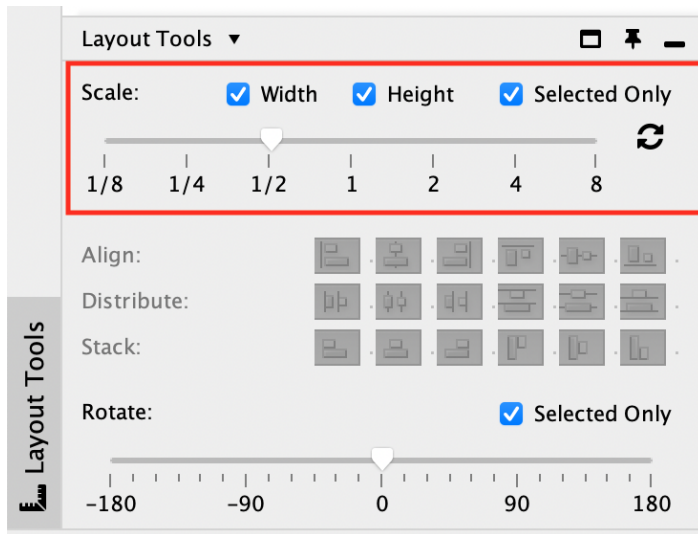 Layout Tools ▼
Scale: Width Height Selected Only
1/8 1/4 1/2 1 2 4 8
Align:
Distribute:
Stack:
Layout Tools
Rotate: Selected Only
-180 -90 0 90 180